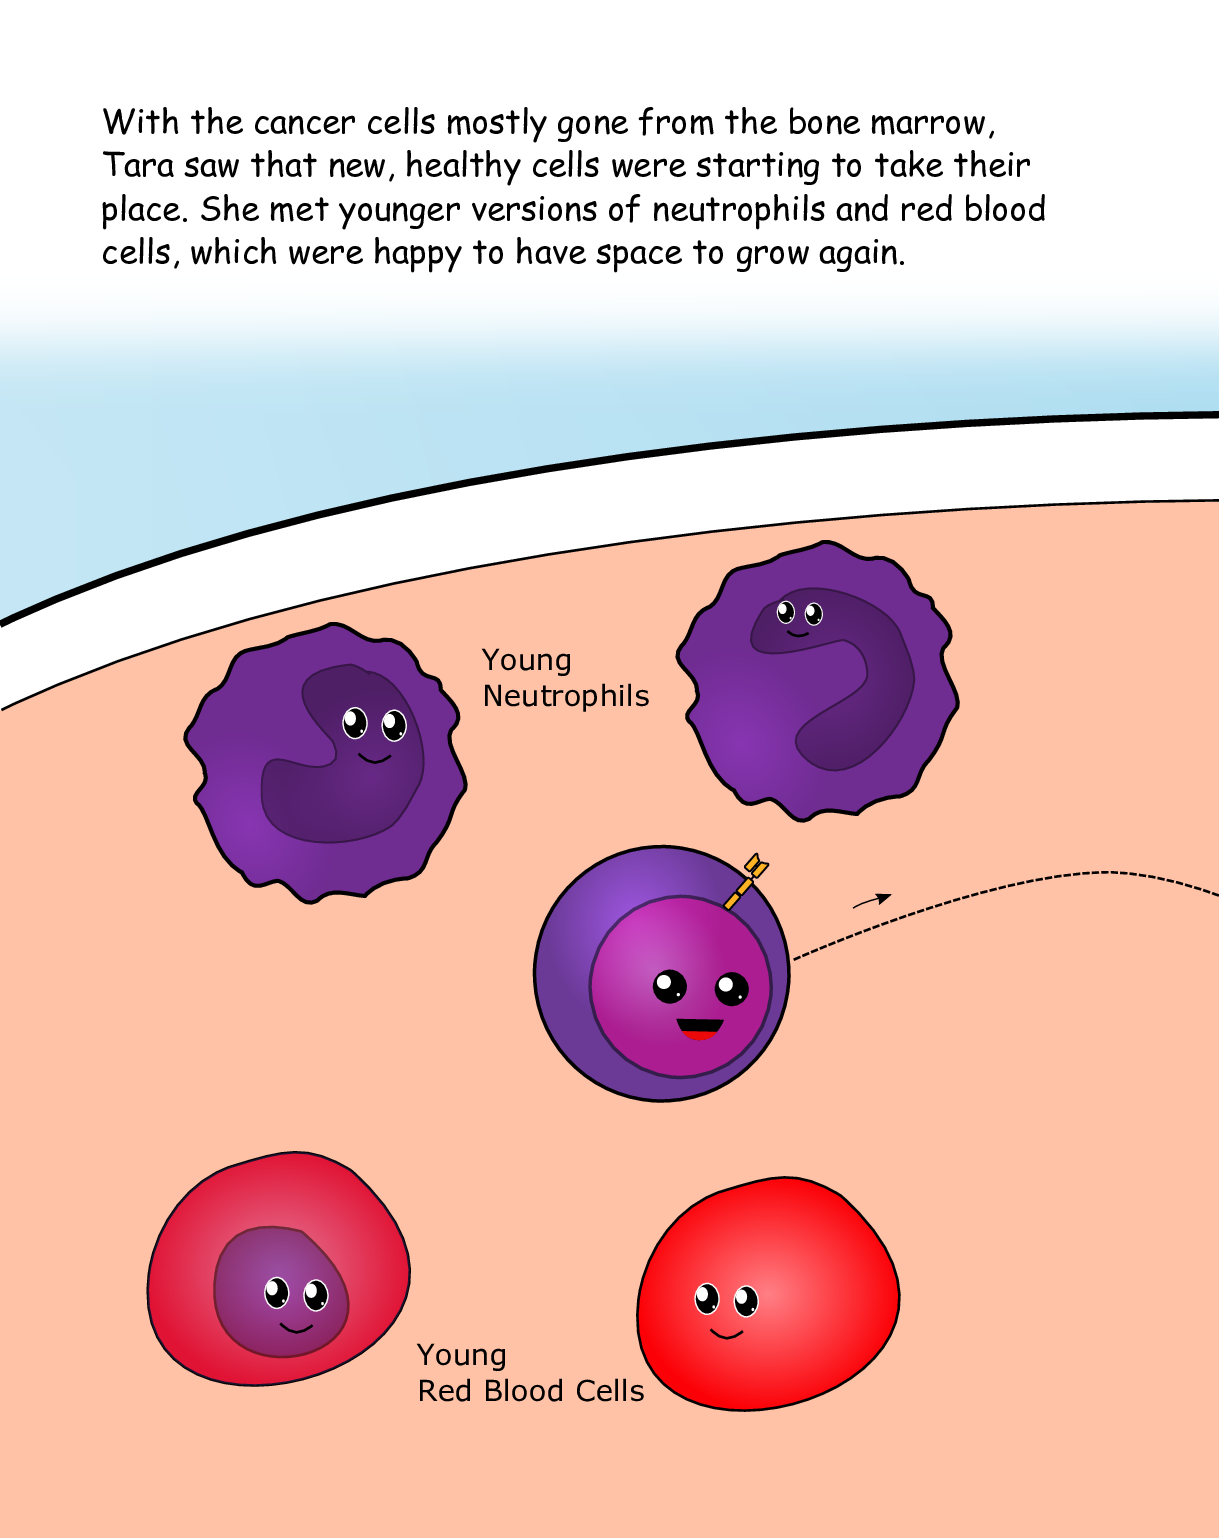 With the cancer cells mostly gone from the bone marrow,
Tara saw that new, healthy cells were starting to take their
place. She met younger versions of neutrophils and red blood
cells, which were happy to have space to grow again.
Young
Neutrophils
Young
Red Blood Cells